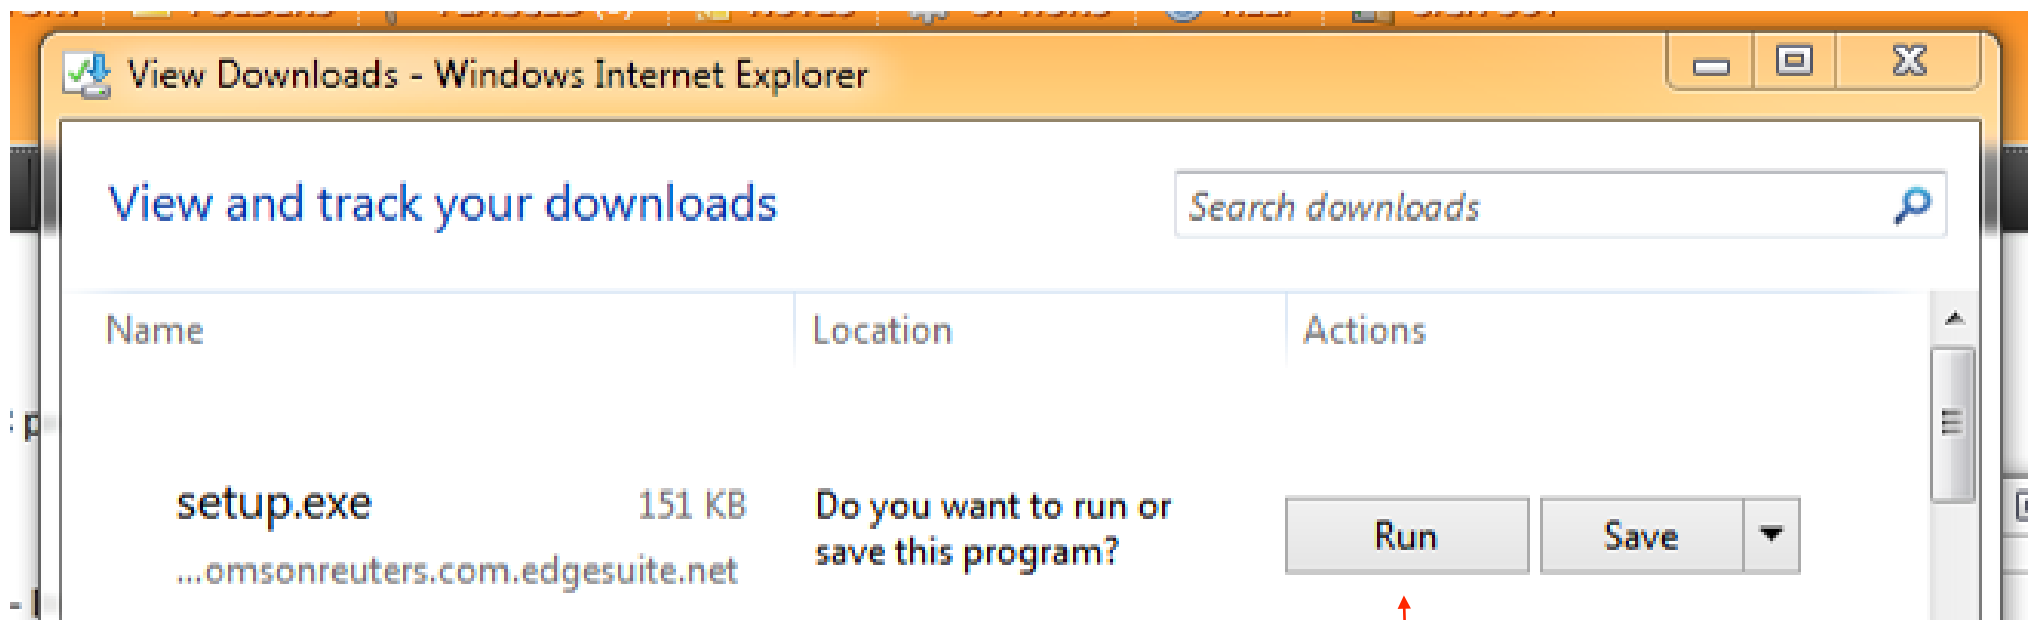 View Downloads - Windows Internet Explorer
View and track your downloads
Search downloads
Name
Location
Actions
setup.exe
151 KB
Do you want to run or
save this program?
Run
Save
...omsonreuters.com.edgesuite.net